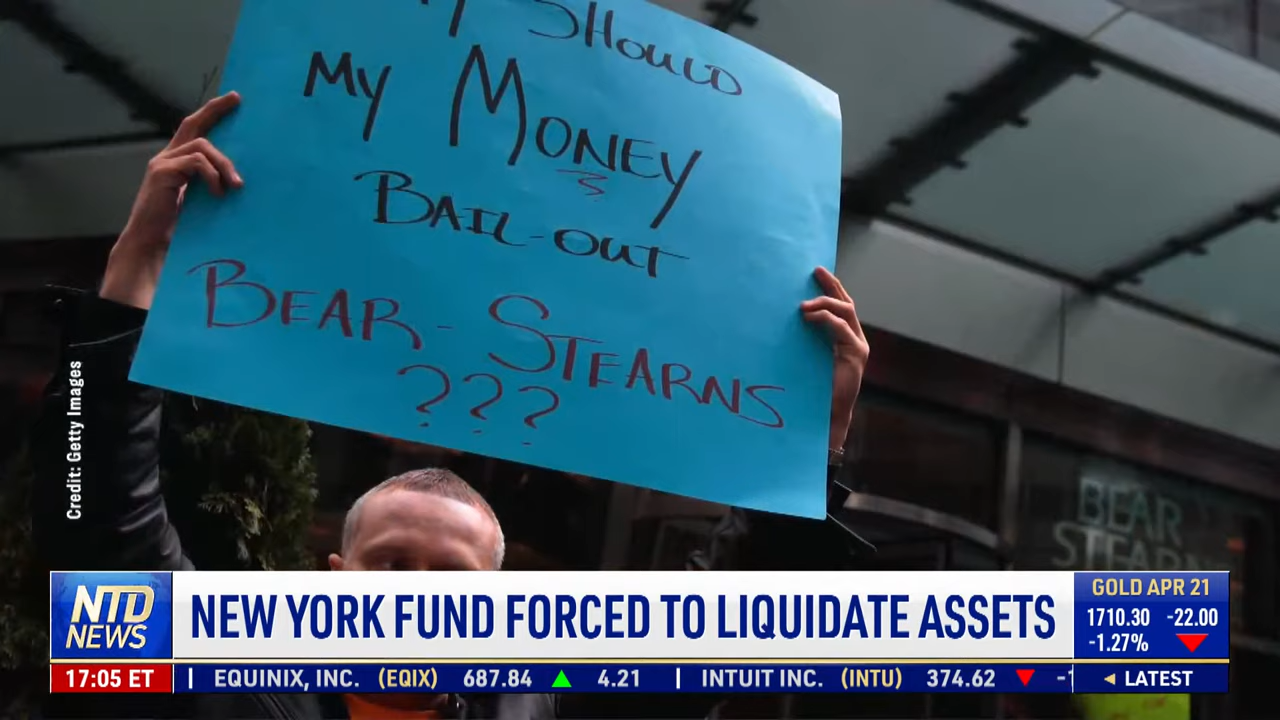 SHOULD
MY MONEY
BAIL-OUT
BEAR-STEARNS
???
Credit: Getty Images
BEAR
NTD
NEWS
NEW YORK FUND FORCED TO LIQUIDATE ASSETS
GOLD APR 21
1710.30 -22.00
-1.27%
17:05 ET | EQUINIX, INC. (EQIX) 687.84 ▲ 4.21 | INTUIT INC. (INTU) 374.62 ▼ ◄ LATEST